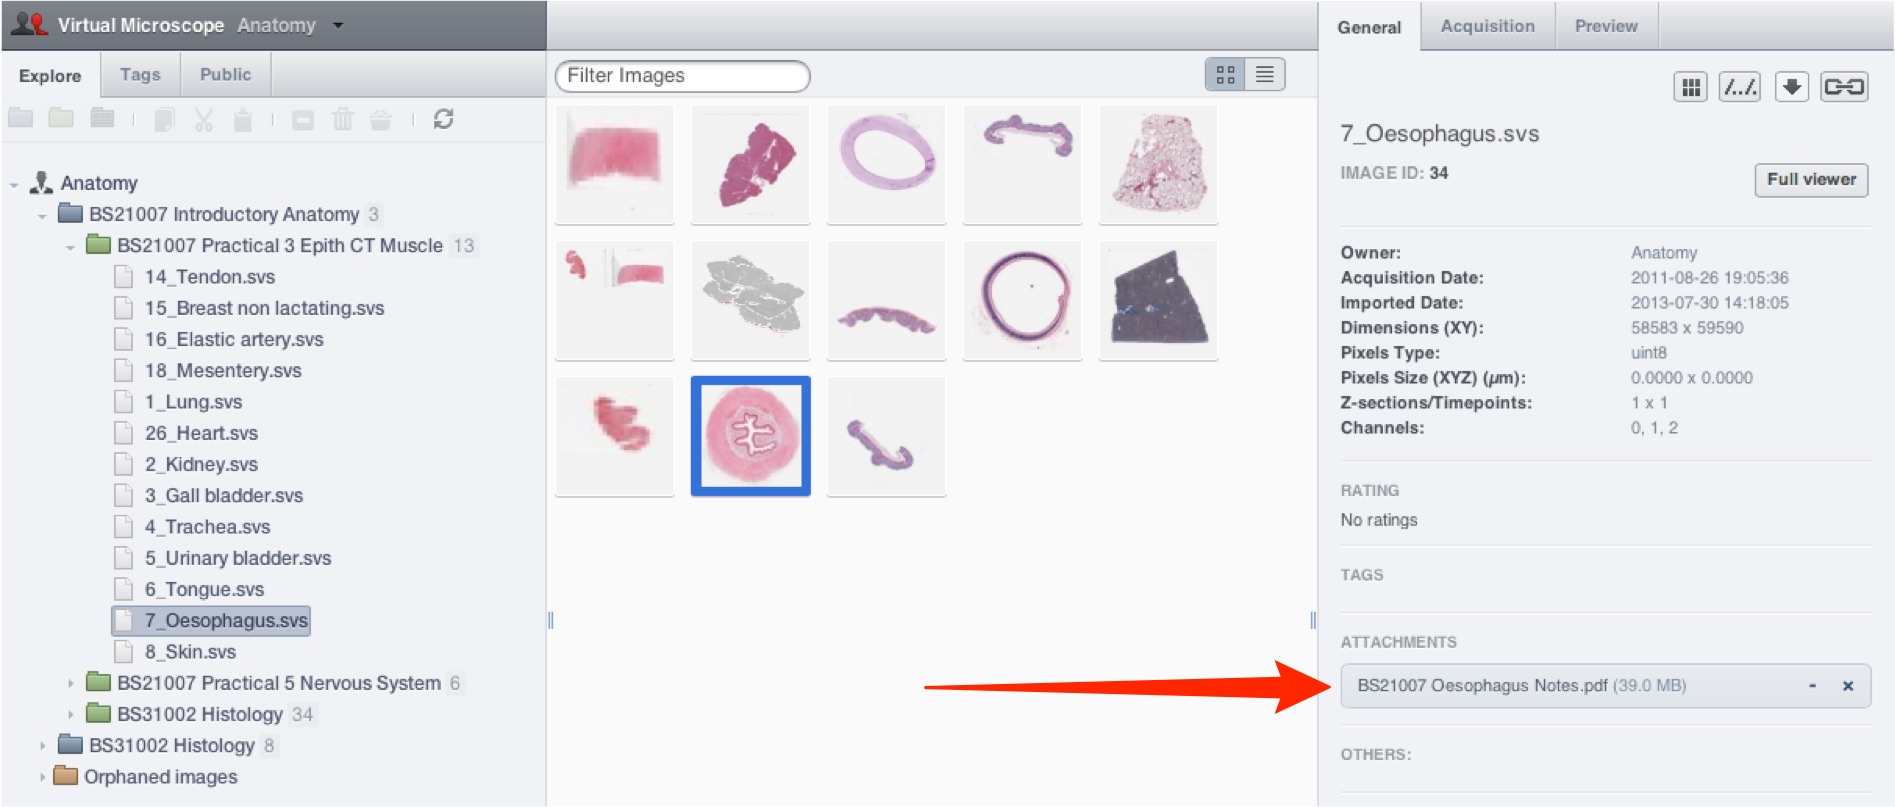 Virtual Microscope Anatomy
Explore Tags Public
Anatomy
BS21007 Introductory Anatomy 3
BS21007 Practical 3 Epith CT Muscle 13
14_Tendon.svs
15_Breast non lactating.svs
16_Elastic artery.svs
18_Mesentery.svs
1_Lung.svs
26_Heart.svs
2_Kidney.svs
3_Gall bladder.svs
4_Trachea.svs
5_Urinary bladder.svs
6_Tongue.svs
7_Oesophagus.svs
8_Skin.svs
BS21007 Practical 5 Nervous System 6
BS31002 Histology 34
BS31002 Histology 8
Orphaned images
Filter Images
General Acquisition Preview
/../.
7_Oesophagus.svs
IMAGE ID: 34
Full viewer
Owner: Anatomy
Acquisition Date: 2011-08-26 19:05:36
Imported Date: 2013-07-30 14:18:05
Dimensions (XY): 58583 x 59590
Pixels Type: uint8
Pixels Size (XYZ) (µm): 0.0000 x 0.0000
Z-sections/Timepoints: 1 x 1
Channels: 0, 1, 2
RATING
No ratings
TAGS
ATTACHMENTS
BS21007 Oesophagus Notes.pdf (39.0 MB) - x
OTHERS: